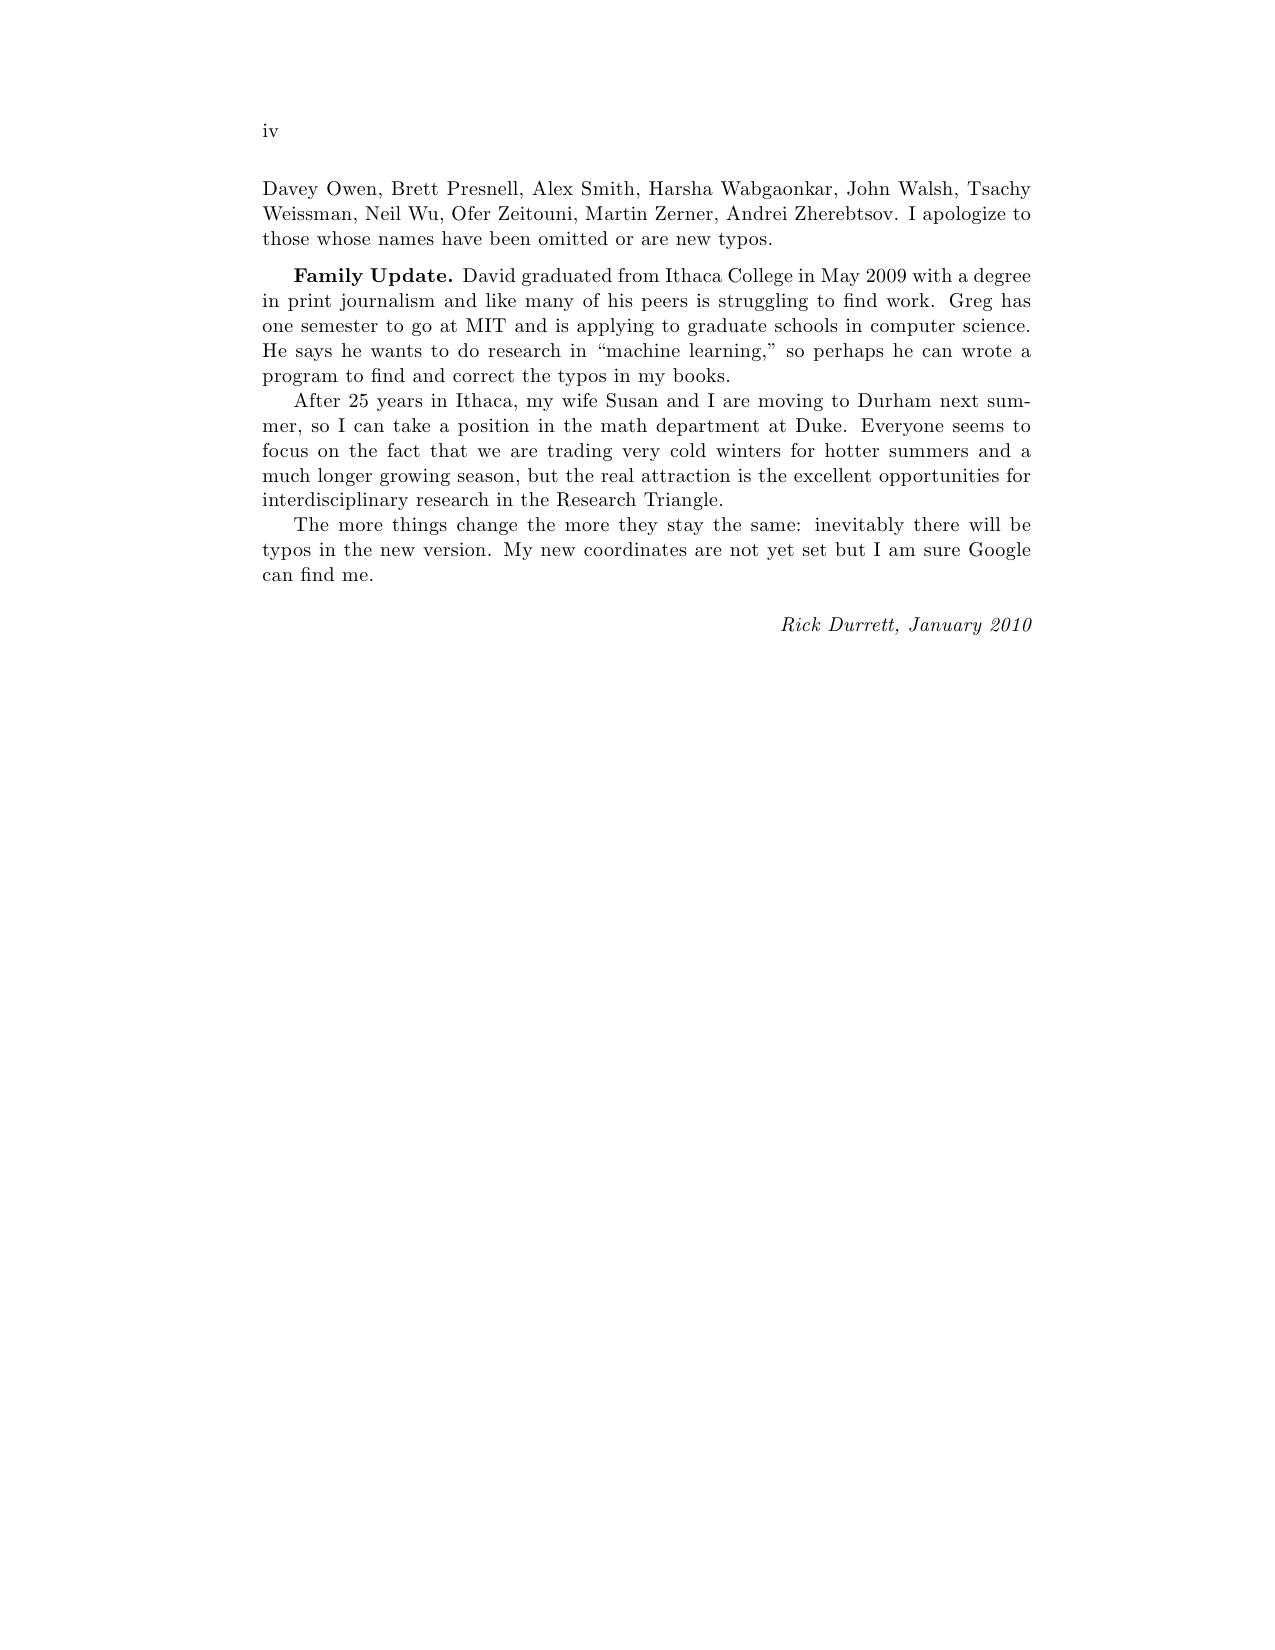 iv
Davey Owen, Brett Presnell, Alex Smith, Harsha Wabgaonkar, John Walsh, Tsachy
Weissman, Neil Wu, Ofer Zeitouni, Martin Zerner, Andrei Zherebtsov. I apologize to
those whose names have been omitted or are new typos.
Family Update. David graduated from Ithaca College in May 2009 with a degree
in print journalism and like many of his peers is struggling to find work. Greg has
one semester to go at MIT and is applying to graduate schools in computer science.
He says he wants to do research in “machine learning,” so perhaps he can wrote a
program to find and correct the typos in my books.
After 25 years in Ithaca, my wife Susan and I are moving to Durham next sum-
mer, so I can take a position in the math department at Duke. Everyone seems to
focus on the fact that we are trading very cold winters for hotter summers and a
much longer growing season, but the real attraction is the excellent opportunities for
interdisciplinary research in the Research Triangle.
The more things change the more they stay the same: inevitably there will be
typos in the new version. My new coordinates are not yet set but I am sure Google
can find me.
Rick Durrett, January 2010